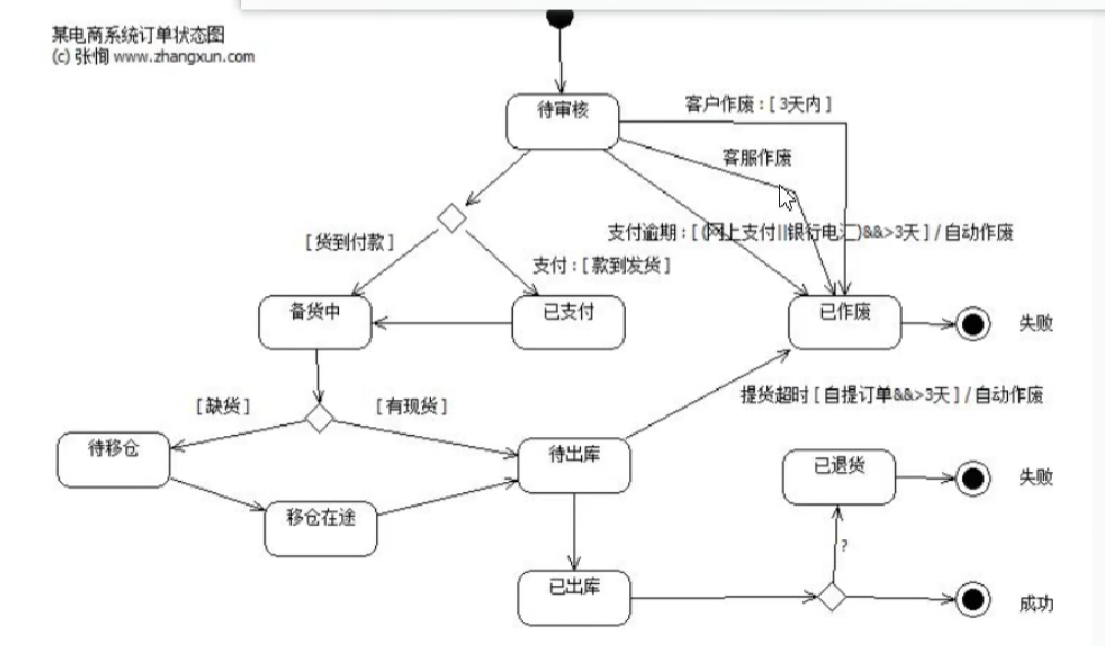 某电商系统订单状态图
(c) 张恂 www.zhangxun.com
待审核
客户作废 : [ 3天内 ]
客服作废
支付逾期 : [ (网上支付||银行电汇)&&>3天 ] / 自动作废
[ 货到付款 ]
支付 : [ 款到发货 ]
备货中
已支付
已作废
失败
[ 缺货 ]
[ 有现货 ]
提货超时 [ 自提订单&&>3天 ] / 自动作废
待移仓
待出库
已退货
失败
移仓在途
?
已出库
成功